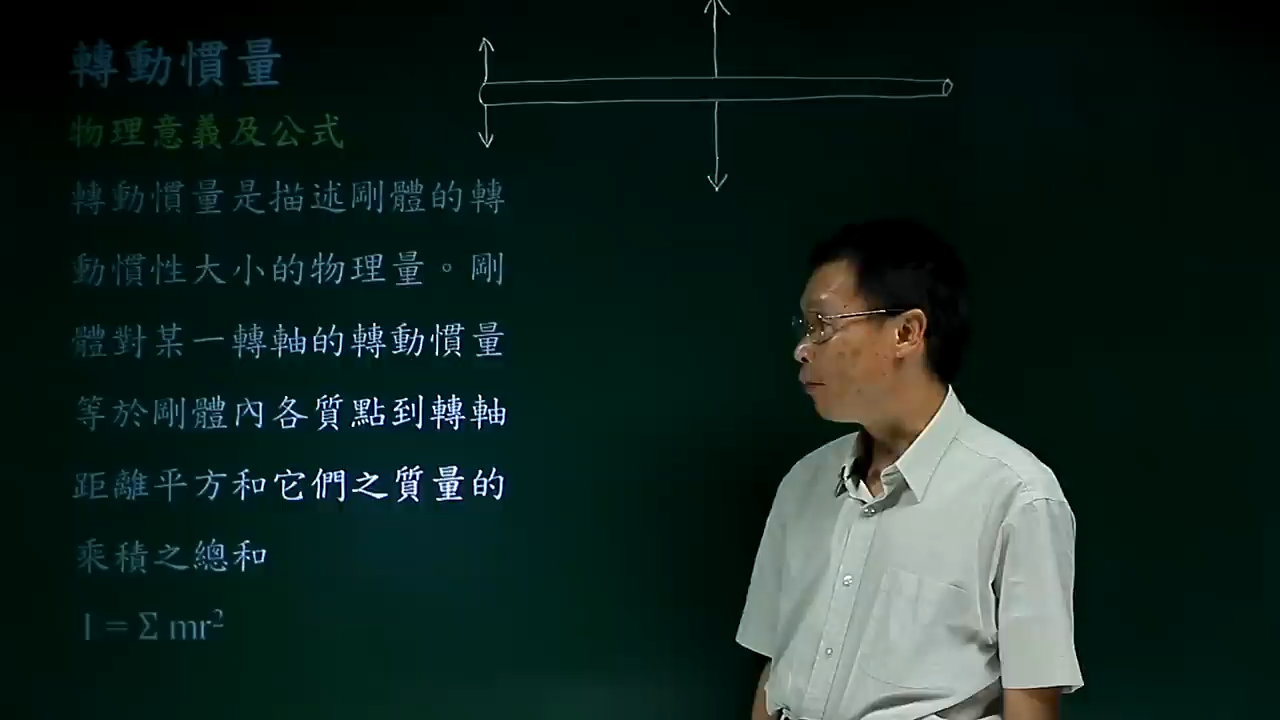 轉動慣量
物理意義及公式
轉動慣量是描述剛體的轉
動慣性大小的物理量。剛
體對某一轉軸的轉動慣量
等於剛體內各質點到轉軸
距離平方和它們之質量的
乘積之總和
I = Σ mr²